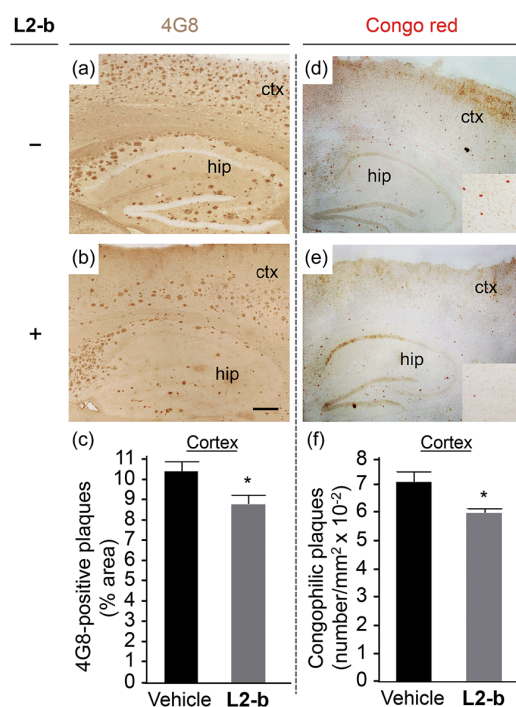 L2-b 4G8 Congo red
(a) ctx hip
(d) ctx hip
−
(b) ctx hip
(e) ctx hip
+
(c) Cortex
4G8-positive plaques
(% area)
11
10
9
8
7
6
5
4
3
2
1
0
*
Vehicle L2-b
(f) Cortex
Congophilic plaques
(number/mm² x 10-²)
8
7
6
5
4
3
2
1
0
*
Vehicle L2-b